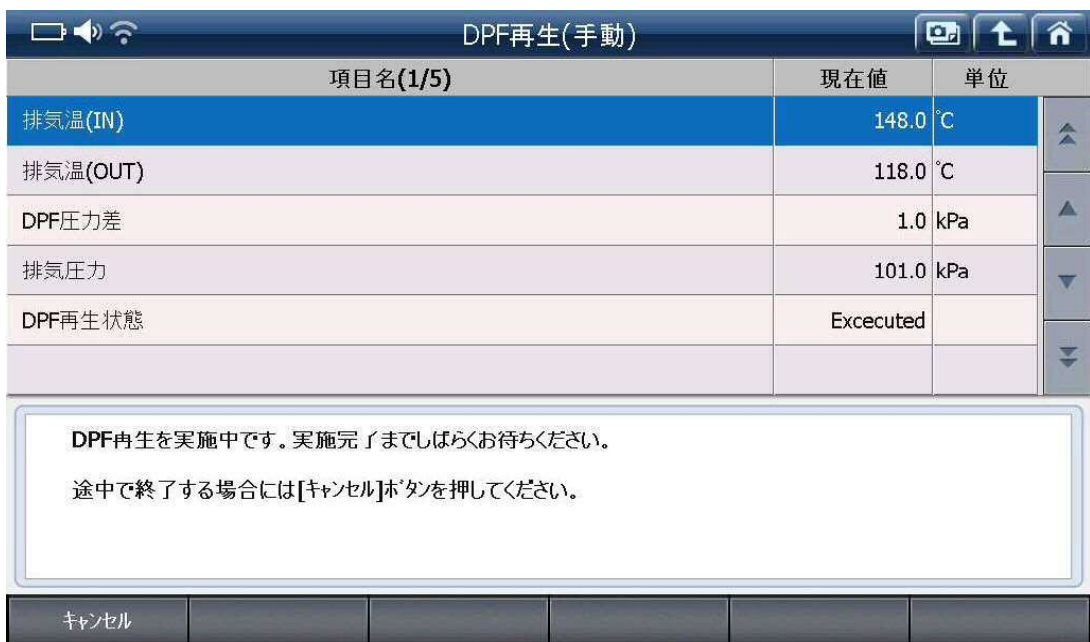 DPF再生(手動)
項目名(1/5) 現在値 単位
排気温(IN) 148.0 ℃
排気温(OUT) 118.0 ℃
DPF圧力差 1.0 kPa
排気圧力 101.0 kPa
DPF再生状態 Excecuted
DPF再生を実施中です。実施完了までしばらくお待ちください。
途中で終了する場合には[ｷｬﾝｾﾙ]ﾎﾞﾀﾝを押してください。
ｷｬﾝｾﾙ